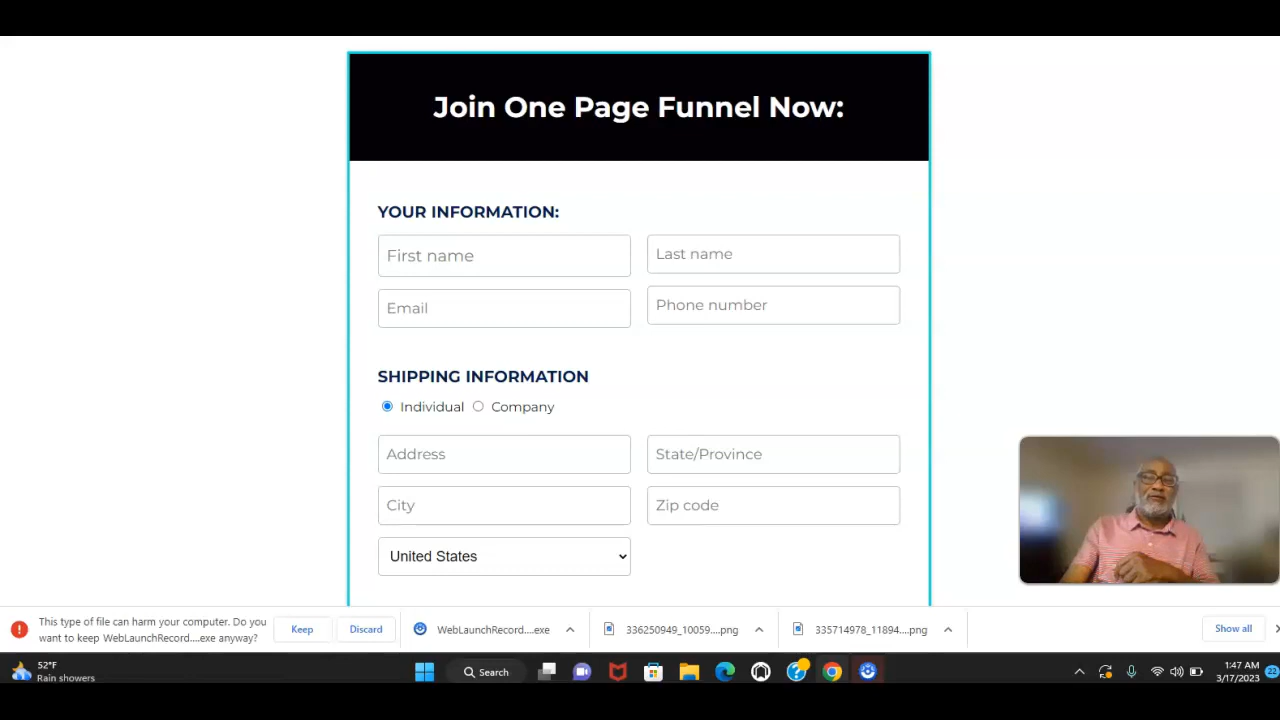 Join One Page Funnel Now:
YOUR INFORMATION:
First name
Last name
Email
Phone number
SHIPPING INFORMATION
Individual
Company
Address
State/Province
City
Zip code
United States
This type of file can harm your computer. Do you
want to keep WebLaunchRecord....exe anyway?
Keep
Discard
WebLaunchRecord....exe
336250949_10059....png
335714978_11894....png
Show all
52°F
Rain showers
Search
1:47 AM
3/17/2023
22